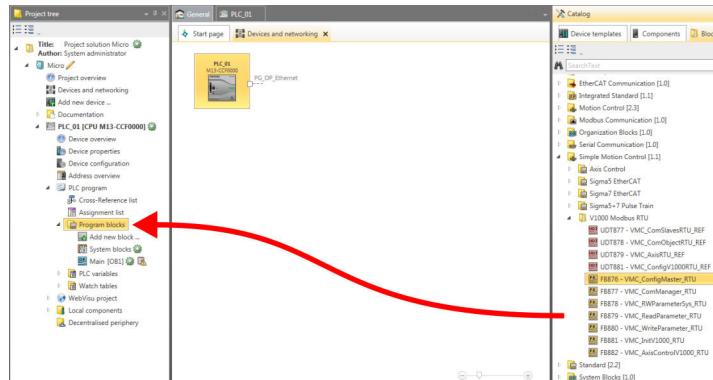 Project tree
Title: Project solution Micro
Author: System administrator
Micro
Project overview
Devices and networking
Add new device ...
Documentation
PLC_01 [CPU M13-CCF0000]
Device overview
Device properties
Device configuration
Address overview
PLC program
Cross-Reference list
Assignment list
Program blocks
Add new block ...
System blocks
Main [OB1]
PLC variables
Watch tables
WebVisu project
Local components
Decentralised periphery
General
PLC_01
Start page
Devices and networking
PLC_01
M13-CCF0000
PG_OP_Ethernet
Catalog
Device templates
Components
Bloc
SearchText
EtherCAT Communication [1.0]
Integrated Standard [1.1]
Motion Control [2.3]
Modbus Communication [1.0]
Organization Blocks [1.0]
Serial Communication [1.0]
Simple Motion Control [1.1]
Axis Control
Sigma5 EtherCAT
Sigma7 EtherCAT
Sigma5+7 Pulse Train
V1000 Modbus RTU
UDT877 - VMC_ComSlavesRTU_REF
UDT878 - VMC_ComObjectRTU_REF
UDT879 - VMC_AxisRTU_REF
UDT881 - VMC_ConfigV1000RTU_REF
FB876 - VMC_ConfigMaster_RTU
FB877 - VMC_ComManager_RTU
FB878 - VMC_RWParameterSys_RTU
FB879 - VMC_ReadParameter_RTU
FB880 - VMC_WriteParameter_RTU
FB881 - VMC_InitV1000_RTU
FB882 - VMC_AxisControlV1000_RTU
Standard [2.2]
System Blocks [1.0]